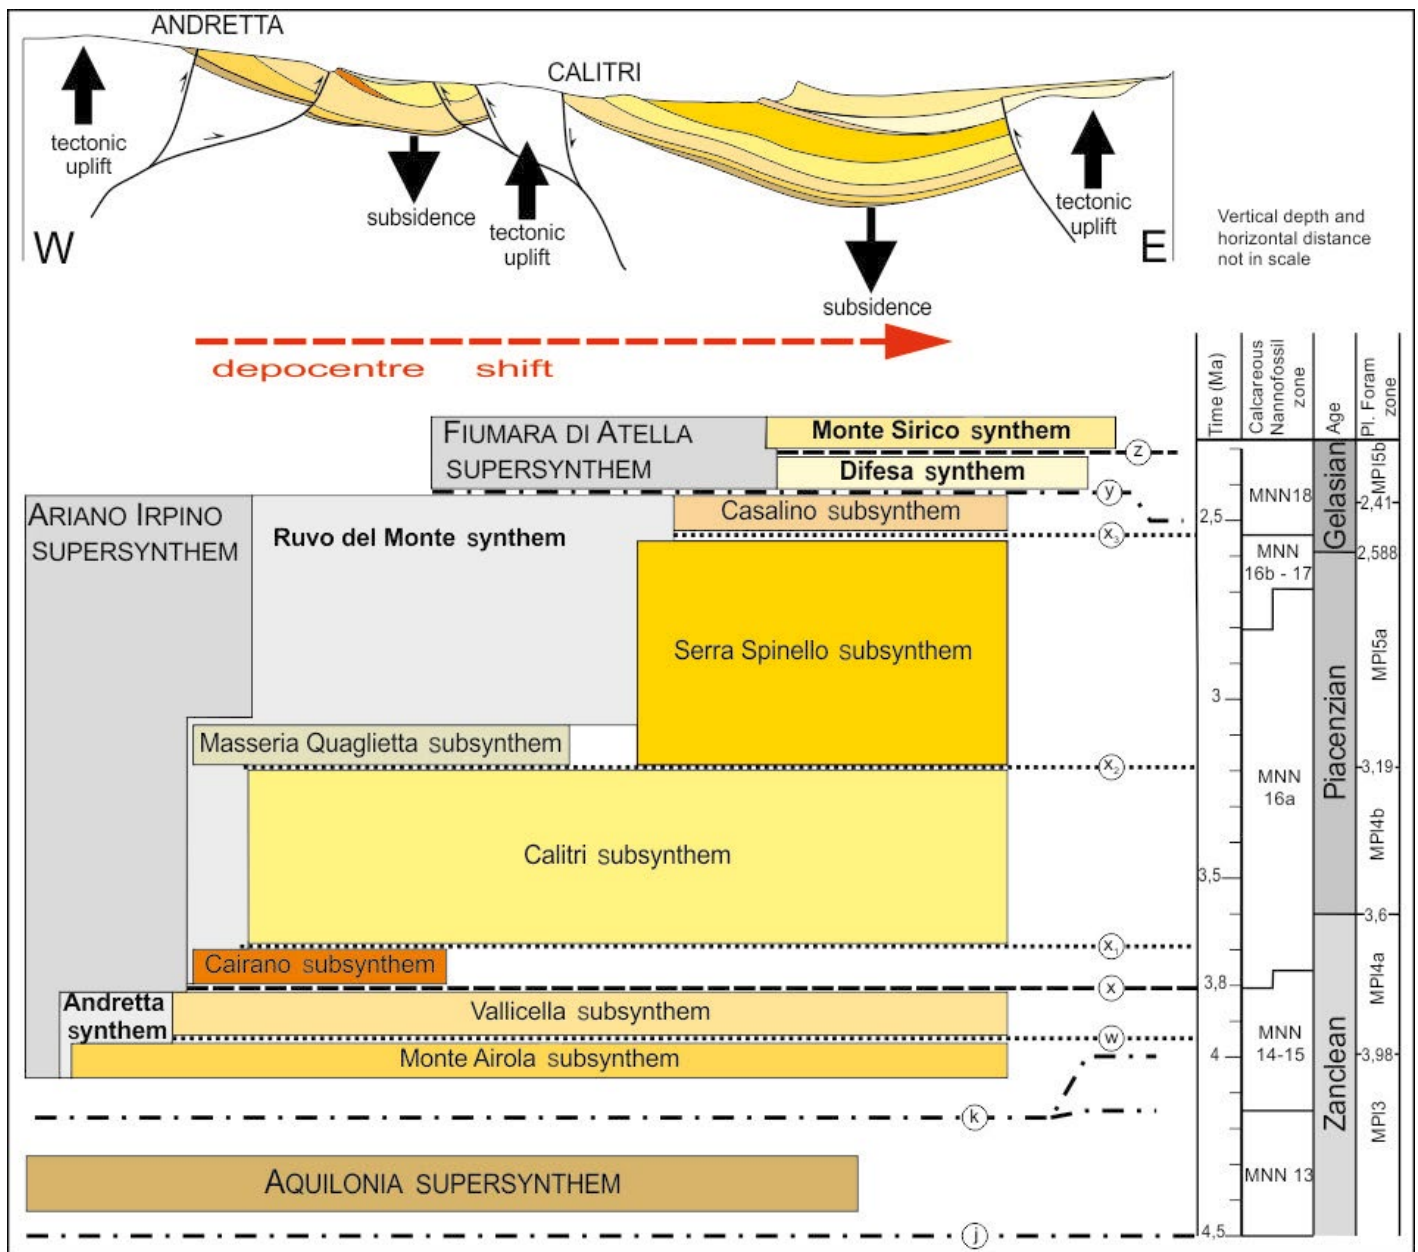 ANDRETTA
CALITRI
tectonic
uplift
subsidence
tectonic
uplift
tectonic
uplift
W
E
subsidence
Vertical depth and
horizontal distance
not in scale
depocentre shift
Time (Ma)
Calcareous
Nannofossil
zone
Age
Pl. Foram
zone
FIUMARA DI ATELLA
SUPERSYNTHEM
Monte Sirico synthem
z
Difesa synthem
y
ARIANO IRPINO
SUPERSYNTHEM
Ruvo del Monte synthem
Casalino subsynthem
x3
Serra Spinello subsynthem
Masseria Quaglietta subsynthem
x2
Calitri subsynthem
x1
Cairano subsynthem
x
Andretta
synthem
Vallicella subsynthem
w
Monte Airola subsynthem
k
AQUILONIA SUPERSYNTHEM
j
2,5
3
3,5
3,8
4
4,5
MNN18
MNN
16b - 17
MNN
16a
MNN
14-15
MNN 13
Gelasian
Piacenzian
Zanclean
MPl5b
2,41
2,588
MPl5a
3,19
MPl4b
3,6
MPl4a
3,98
MPl3